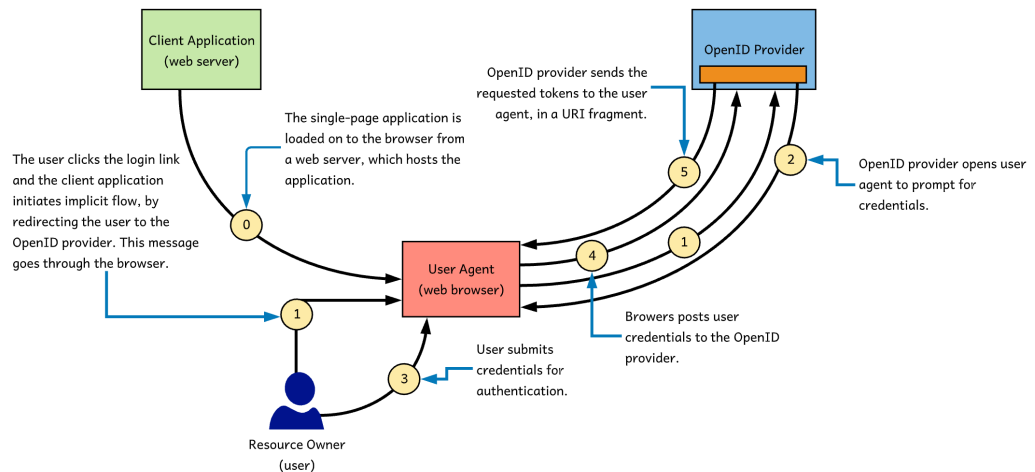 Client Application
(web server)
OpenID Provider
OpenID provider sends the
requested tokens to the user
agent, in a URI fragment.
The single-page application is
loaded on to the browser from
a web server, which hosts the
application.
The user clicks the login link
and the client application
initiates implicit flow, by
redirecting the user to the
OpenID provider. This message
goes through the browser.
2
OpenID provider opens user
agent to prompt for
credentials.
5
0
1
4
User Agent
(web browser)
1
Browers posts user
credentials to the OpenID
provider.
User submits
credentials for
authentication.
3
Resource Owner
(user)